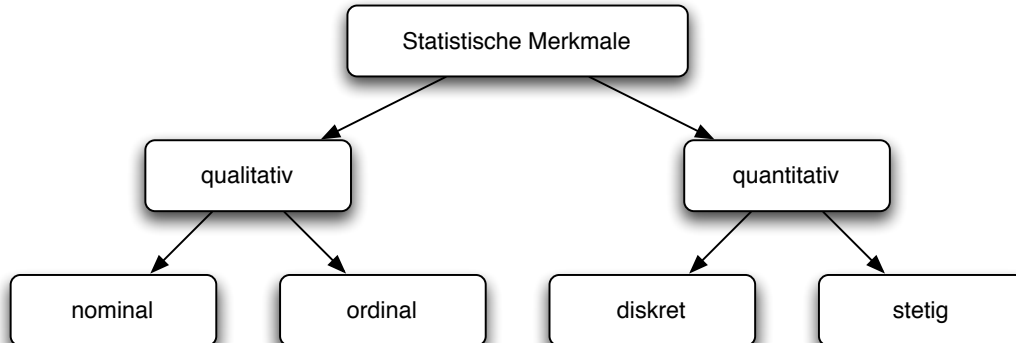 Statistische Merkmale
qualitativ
quantitativ
nominal
ordinal
diskret
stetig